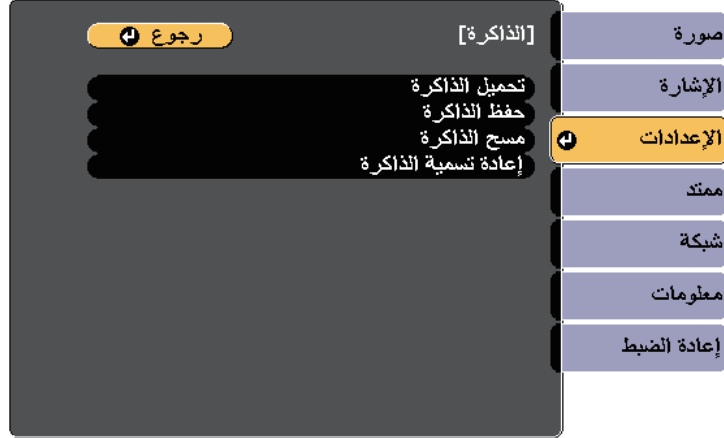 صورة
الإشارة
الإعدادات
ممتد
شبكة
معلومات
إعادة الضبط
[الذاكرة]
رجوع
تحميل الذاكرة
حفظ الذاكرة
مسح الذاكرة
إعادة تسمية الذاكرة